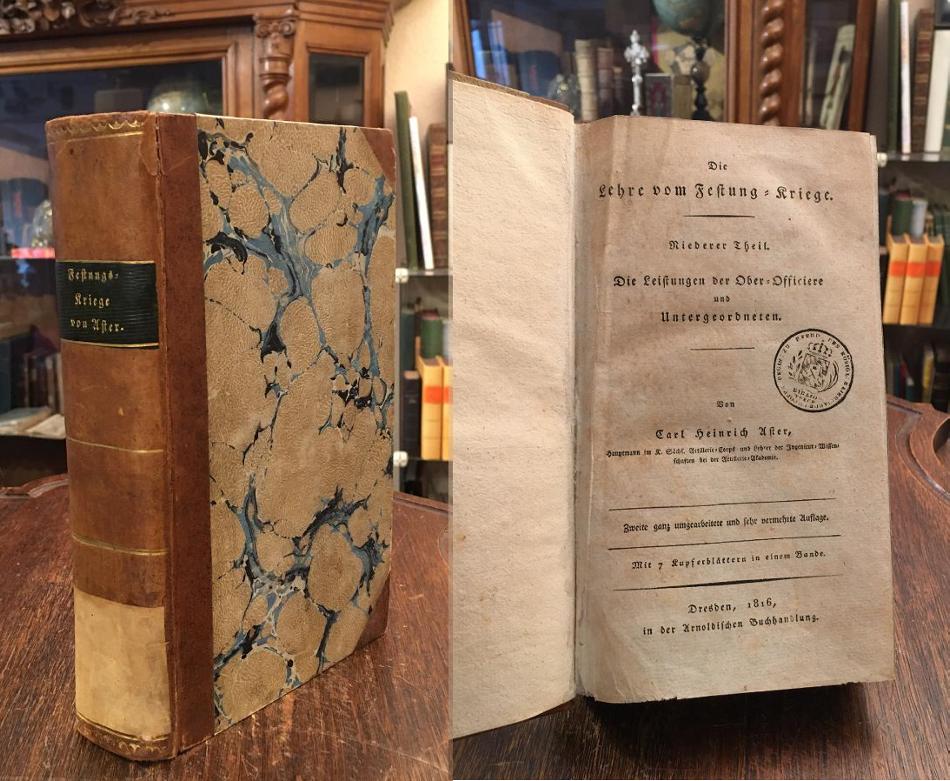 Festungs-
Kriege
von Aster.
Die
Lehre vom Festung-Kriege.
Niederer Theil.
Die Leistungen der Ober-Officiere
und
Untergeordneten.
Von
Carl Heinrich Aster,
Hauptmann im K. Sächs. Artillerie-Corps und Lehrer der Ingenieur-Wissen-
schaften bei der Artillerie-Akademie.
Zweite ganz umgearbeitete und sehr vermehrte Auflage.
Mit 7 Kupferblättern in einem Bande.
Dresden, 1816,
in der Arnoldischen Buchhandlung.